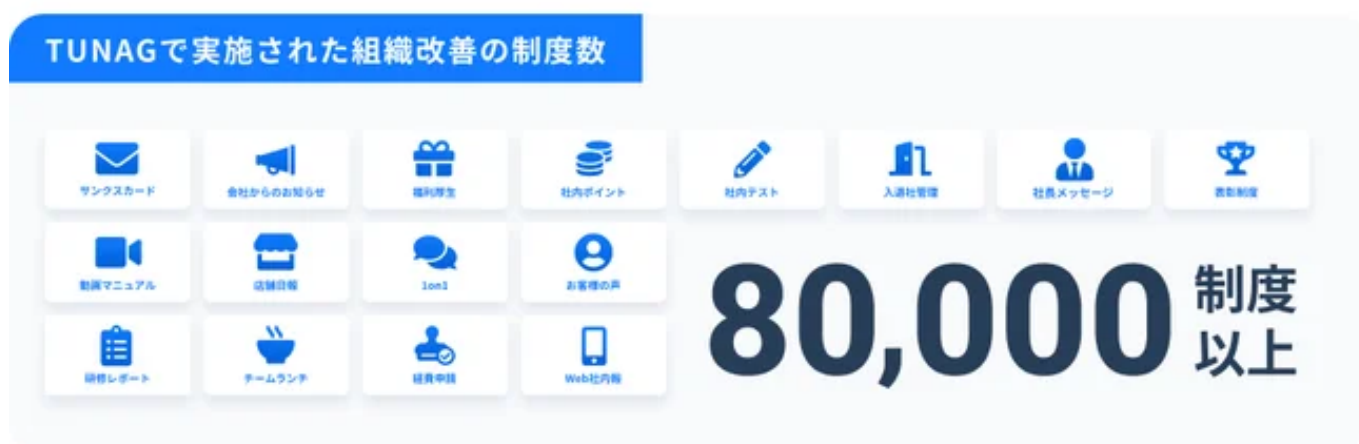 TUNAGで実施された組織改善の制度数
サンクスカード
会社からのお知らせ
福利厚生
社内ポイント
社内テスト
入退社管理
社長メッセージ
表彰制度
動画マニュアル
店舗日報
1on1
お客様の声
研修レポート
チームランチ
経費申請
Web社内報
80,000
制度
以上